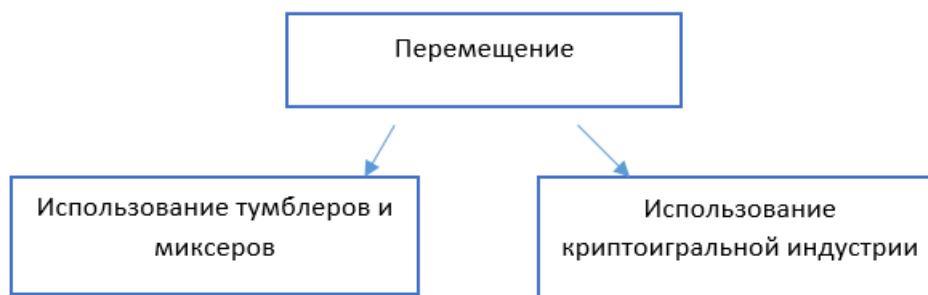 Перемещение
Использование тумблеров и
миксеров
Использование
криптоигральной индустрии